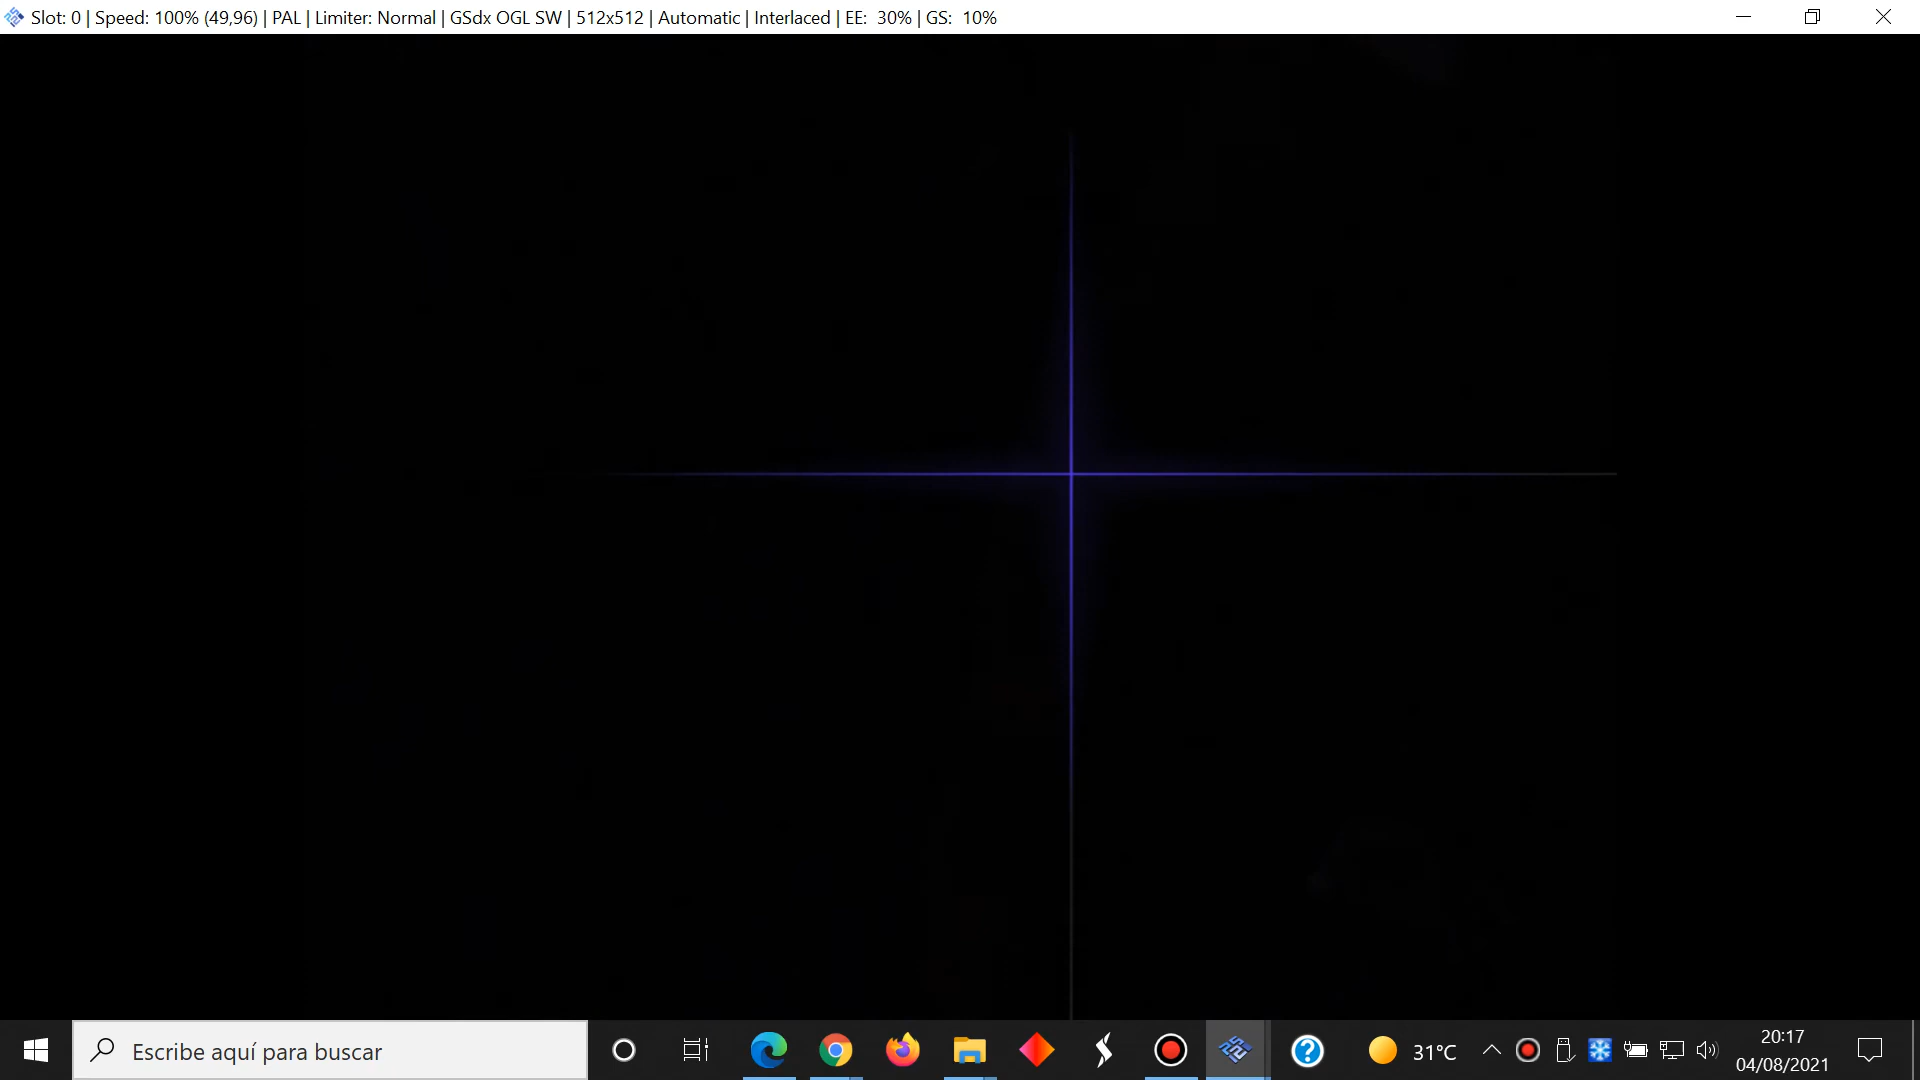 Slot: 0 | Speed: 100% (49,96) | PAL | Limiter: Normal | GSdx OGL SW | 512x512 | Automatic | Interlaced | EE:  30% | GS:  10%
Escribe aquí para buscar
31°C
20:17
04/08/2021